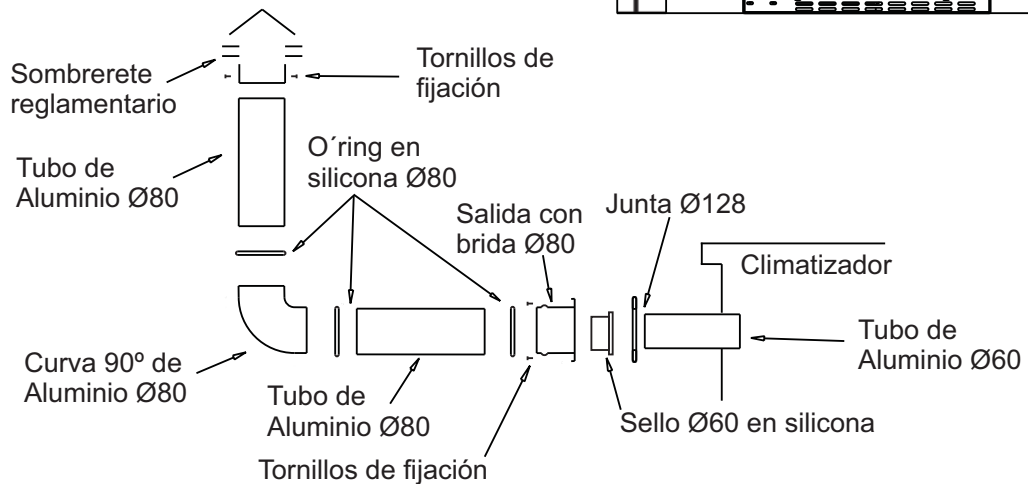 Sombrerete
reglamentario
Tornillos de
fijación
Tubo de
Aluminio Ø80
O´ring en
silicona Ø80
Salida con
brida Ø80
Junta Ø128
Climatizador
Curva 90º de
Aluminio Ø80
Tubo de
Aluminio Ø80
Tubo de
Aluminio Ø60
Sello Ø60 en silicona
Tornillos de fijación